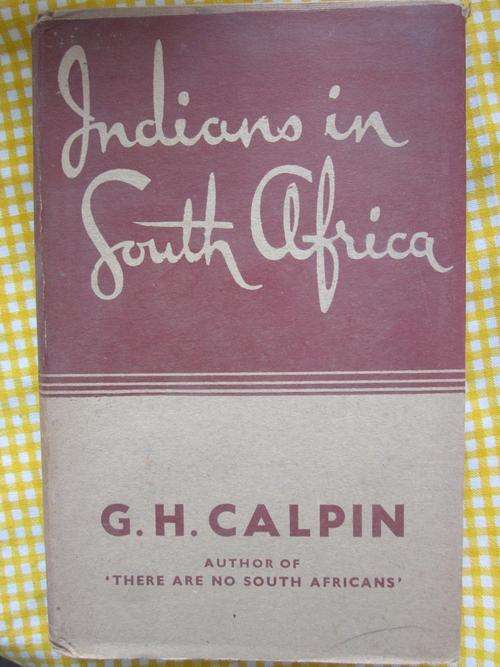 Indians in
South Africa
G. H. CALPIN
AUTHOR OF
'THERE ARE NO SOUTH AFRICANS'